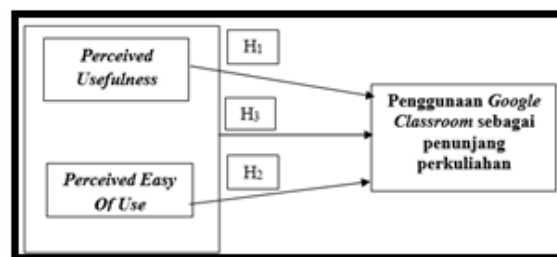 Perceived
Usefulness
H1
H3
H2
Perceived Easy
Of Use
Penggunaan Google
Classroom sebagai
penunjang
perkuliahan